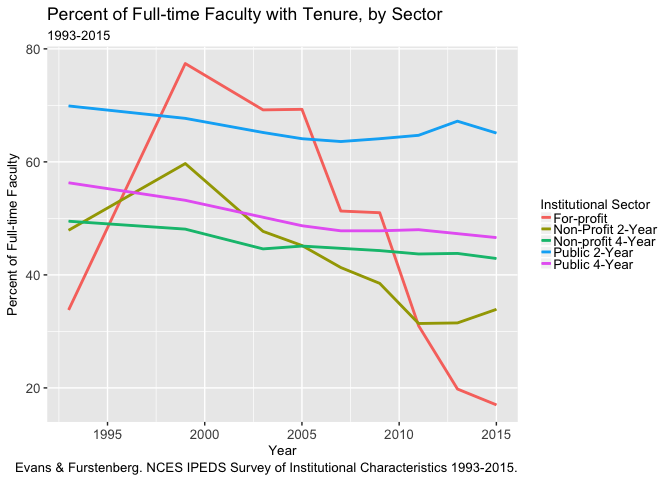 Percent of Full-time Faculty with Tenure, by Sector
1993-2015
80
60
40
20
Percent of Full-time Faculty
1995
2000
2005
2010
2015
Year
Institutional Sector
For-profit
Non-Profit 2-Year
Non-profit 4-Year
Public 2-Year
Public 4-Year
Evans & Furstenberg. NCES IPEDS Survey of Institutional Characteristics 1993-2015.